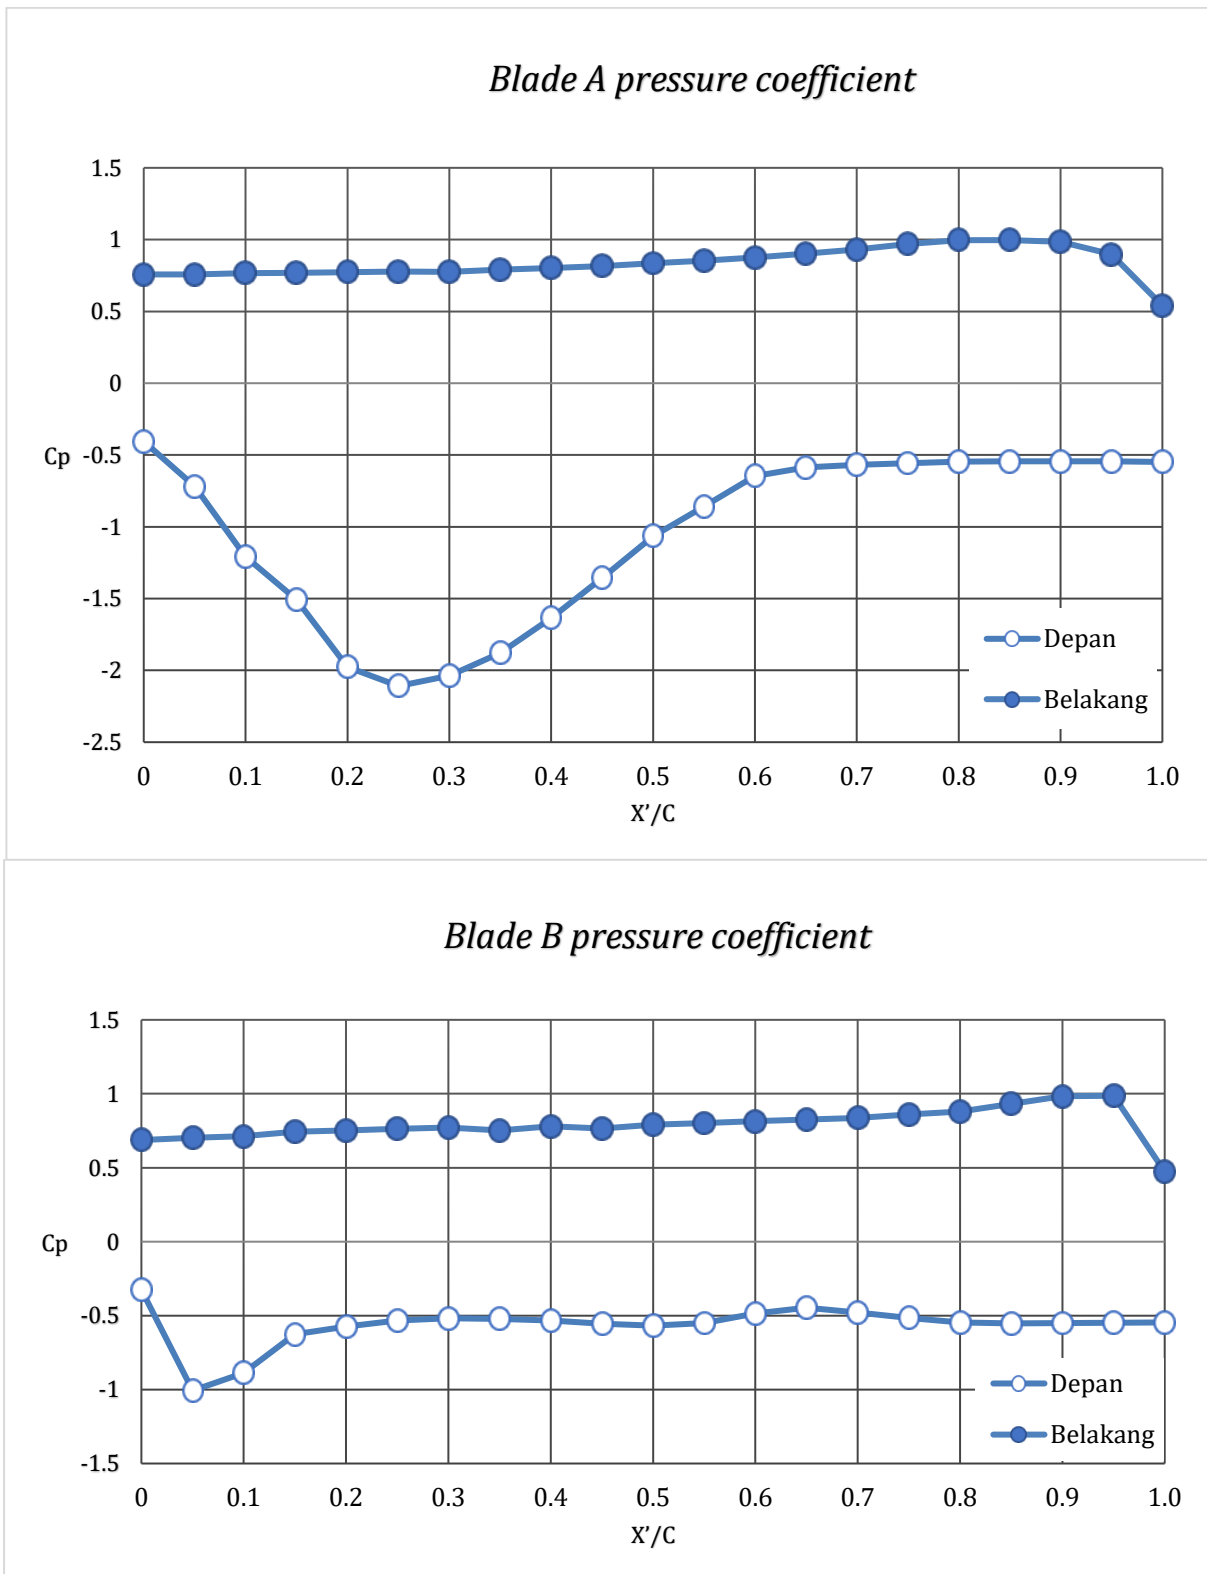 Blade A pressure coefficient
1.5
1
0.5
0
Cp -0.5
-1
-1.5
-2
-2.5
Depan
Belakang
0 0.1 0.2 0.3 0.4 0.5 0.6 0.7 0.8 0.9 1.0
X’/C
Blade B pressure coefficient
1.5
1
0.5
Cp 0
-0.5
-1
-1.5
Depan
Belakang
0 0.1 0.2 0.3 0.4 0.5 0.6 0.7 0.8 0.9 1.0
X’/C